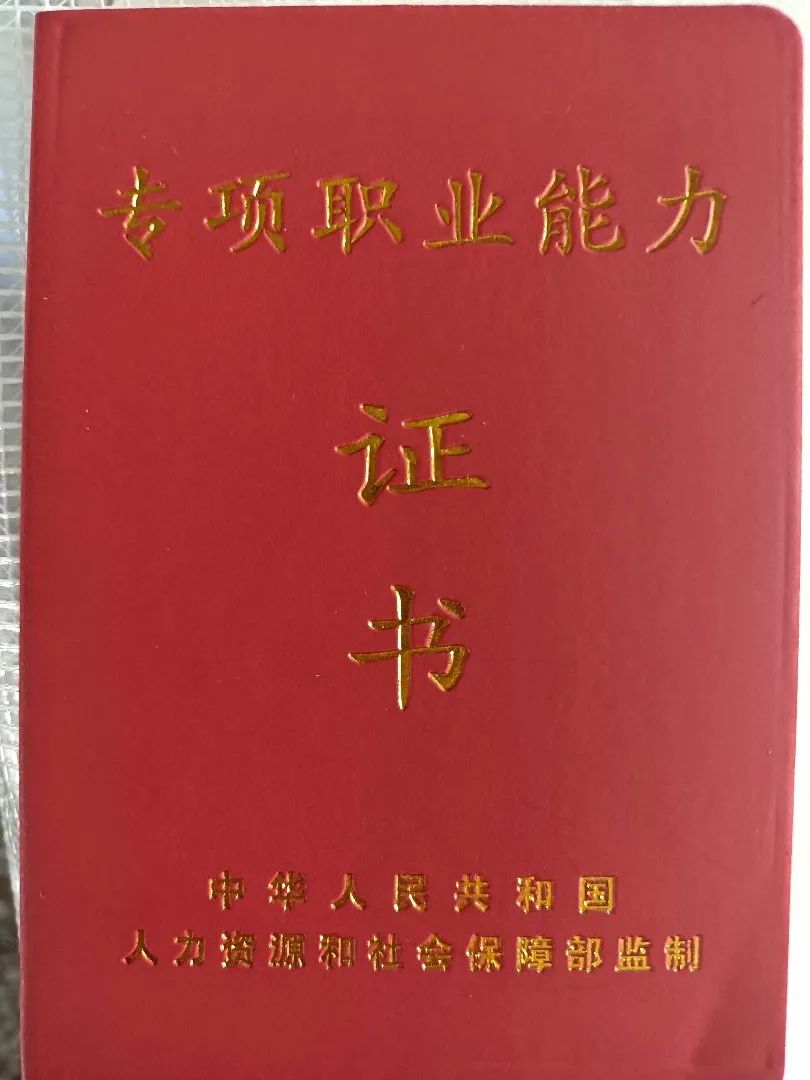 专项职业能力
证
书
中华人民共和国
人力资源和社会保障部监制